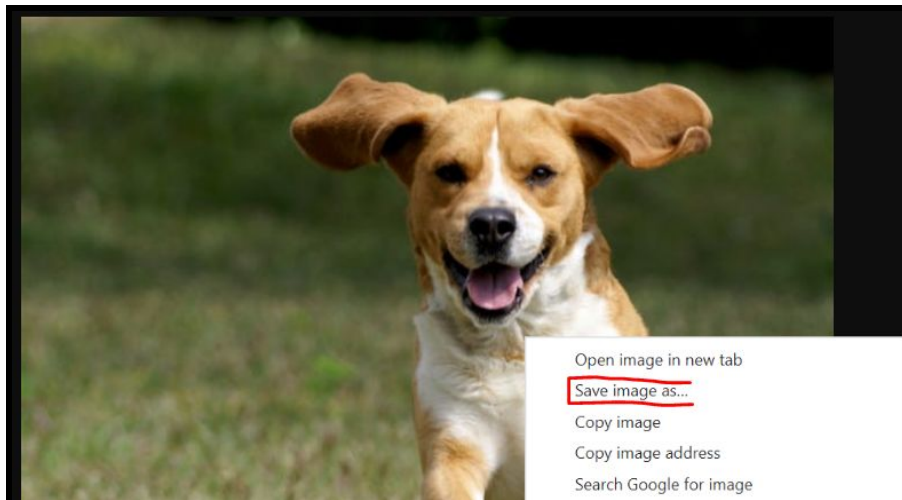 Open image in new tab
Save image as...
Copy image
Copy image address
Search Google for image